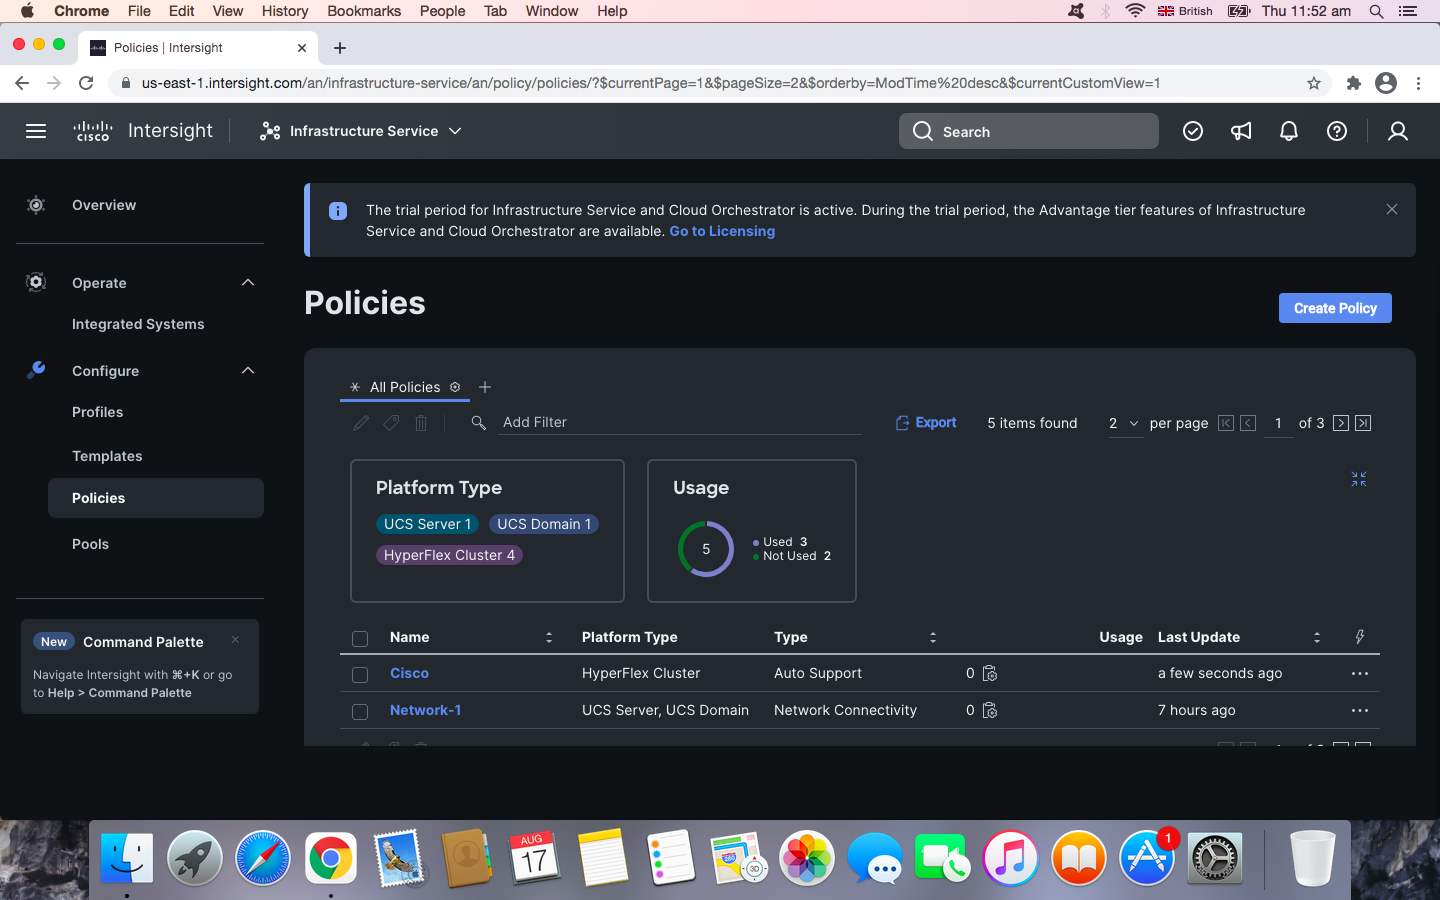 Chrome File Edit View History Bookmarks People Tab Window Help British Thu 11:52 am
Policies | Intersight
us-east-1.intersight.com/an/infrastructure-service/an/policy/policies/?$currentPage=1&$pageSize=2&$orderby=ModTime%20desc&$currentCustomView=1
cisco Intersight Infrastructure Service Search
Overview
Operate
Integrated Systems
Configure
Profiles
Templates
Policies
Pools
New Command Palette
Navigate Intersight with ⌘+K or go
to Help > Command Palette
The trial period for Infrastructure Service and Cloud Orchestrator is active. During the trial period, the Advantage tier features of Infrastructure
Service and Cloud Orchestrator are available. Go to Licensing
Policies
Create Policy
All Policies
Add Filter Export 5 items found 2 per page 1 of 3
Platform Type
UCS Server 1 UCS Domain 1
HyperFlex Cluster 4
Usage
5
Used 3
Not Used 2
Name Platform Type Type Usage Last Update
Cisco HyperFlex Cluster Auto Support 0 a few seconds ago
Network-1 UCS Server, UCS Domain Network Connectivity 0 7 hours ago
AUG
17
280
3D
1